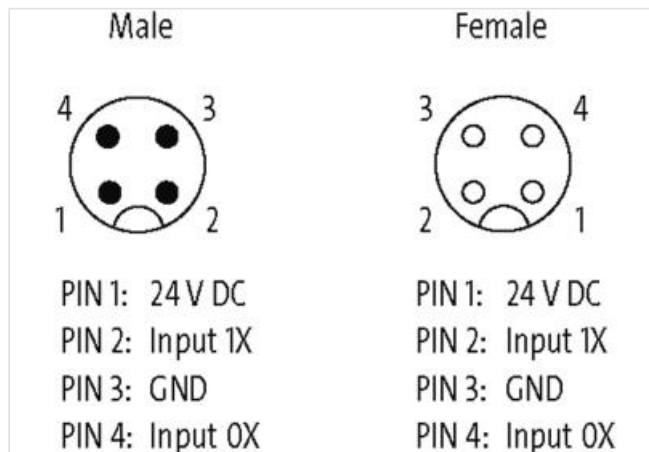 Male Female
4 3 3 4
1 2 2 1
PIN 1: 24 V DC PIN 1: 24 V DC
PIN 2: Input 1X PIN 2: Input 1X
PIN 3: GND PIN 3: GND
PIN 4: Input 0X PIN 4: Input 0X